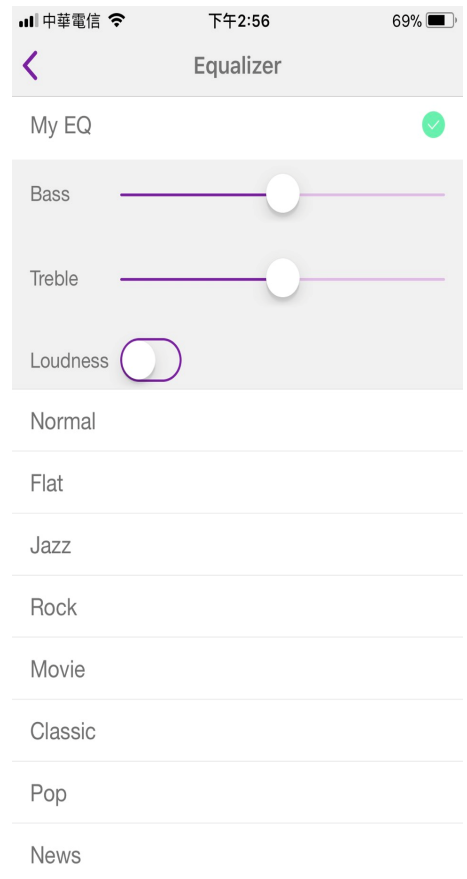 中華電信 下午2:56 69%
Equalizer
My EQ
Bass
Treble
Loudness
Normal
Flat
Jazz
Rock
Movie
Classic
Pop
News